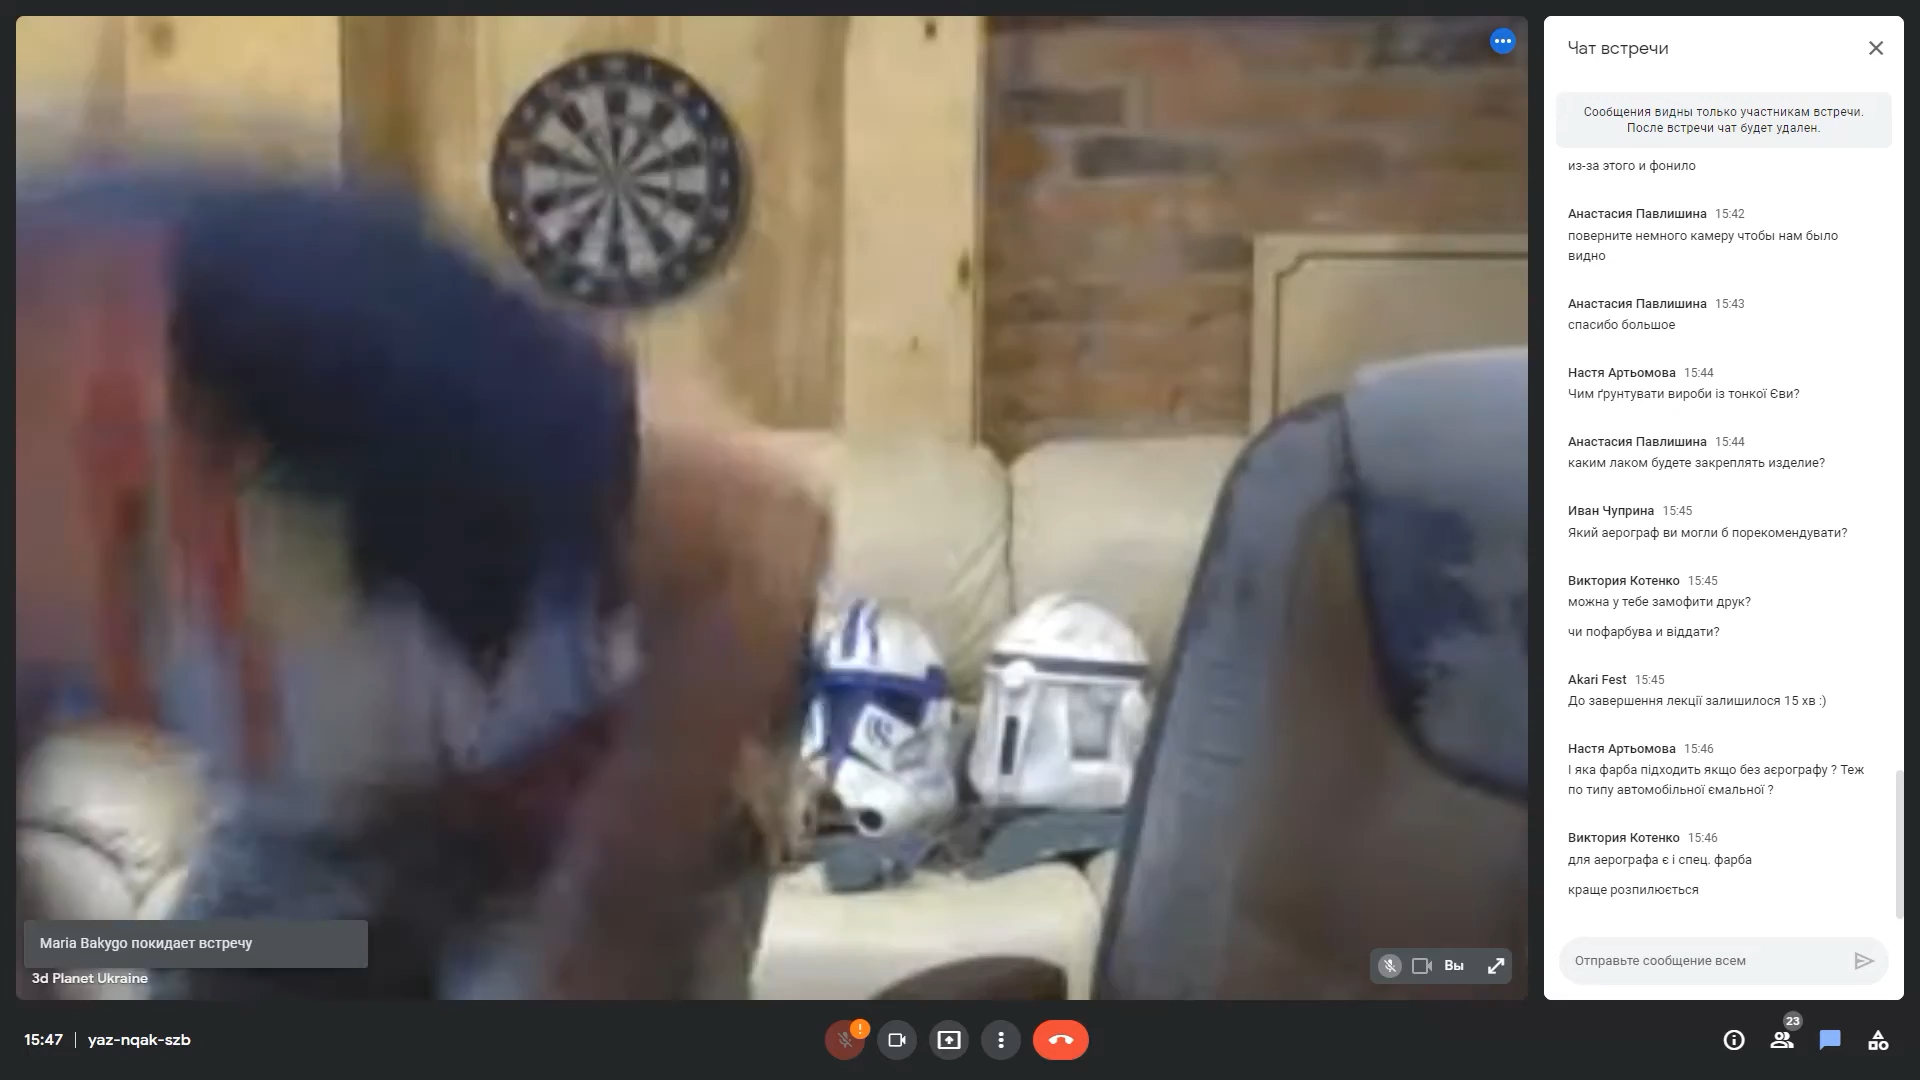 Чат встречи
Сообщения видны только участникам встречи.
После встречи чат будет удален.
из-за этого и фонило
Анастасия Павлишина 15:42
поверните немного камеру чтобы нам было
видно
Анастасия Павлишина 15:43
спасибо большое
Настя Артьомова 15:44
Чим ґрунтувати вироби із тонкої Єви?
Анастасия Павлишина 15:44
каким лаком будете закреплять изделие?
Иван Чуприна 15:45
Який аерограф ви могли б порекомендувати?
Виктория Котенко 15:45
можна у тебе замофити друк?
чи пофарбува и віддати?
Akari Fest 15:45
До завершення лекції залишилося 15 хв :)
Настя Артьомова 15:46
І яка фарба підходить якщо без аєрографу ? Теж
по типу автомобільної ємальної ?
Виктория Котенко 15:46
для аерографа є і спец. фарба
краще розпилюється
Отправьте сообщение всем
Maria Bakygo покидает встречу
3d Planet Ukraine
Вы
15:47 | yaz-nqak-szb
23